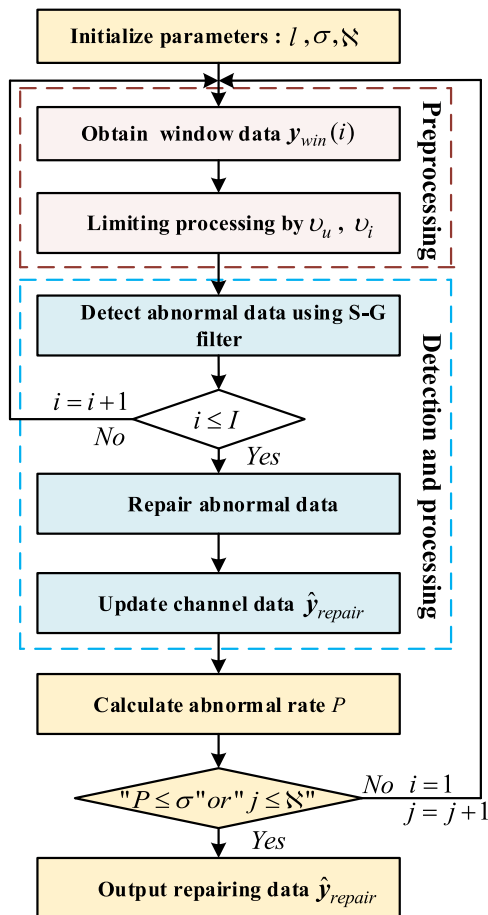 Initialize parameters : l , σ, ℵ
Obtain window data y_win(i)
Limiting processing by υ_u , υ_i
Preprocessing
Detect abnormal data using S-G
filter
i = i + 1
No
i ≤ I
Yes
Repair abnormal data
Update channel data ŷ_repair
Detection and processing
Calculate abnormal rate P
"P ≤ σ" or " j ≤ ℵ"
No i = 1
j = j + 1
Yes
Output repairing data ŷ_repair